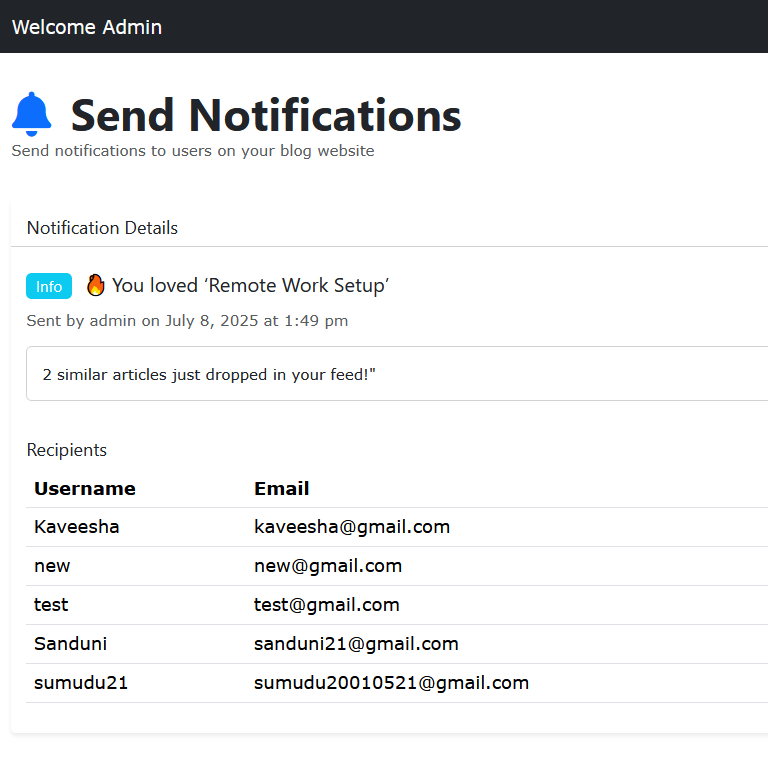 Welcome Admin
Send Notifications
Send notifications to users on your blog website
Notification Details
Info 🔥 You loved ‘Remote Work Setup’
Sent by admin on July 8, 2025 at 1:49 pm
2 similar articles just dropped in your feed!"
Recipients
Username Email
Kaveesha kaveesha@gmail.com
new new@gmail.com
test test@gmail.com
Sanduni sanduni21@gmail.com
sumudu21 sumudu20010521@gmail.com